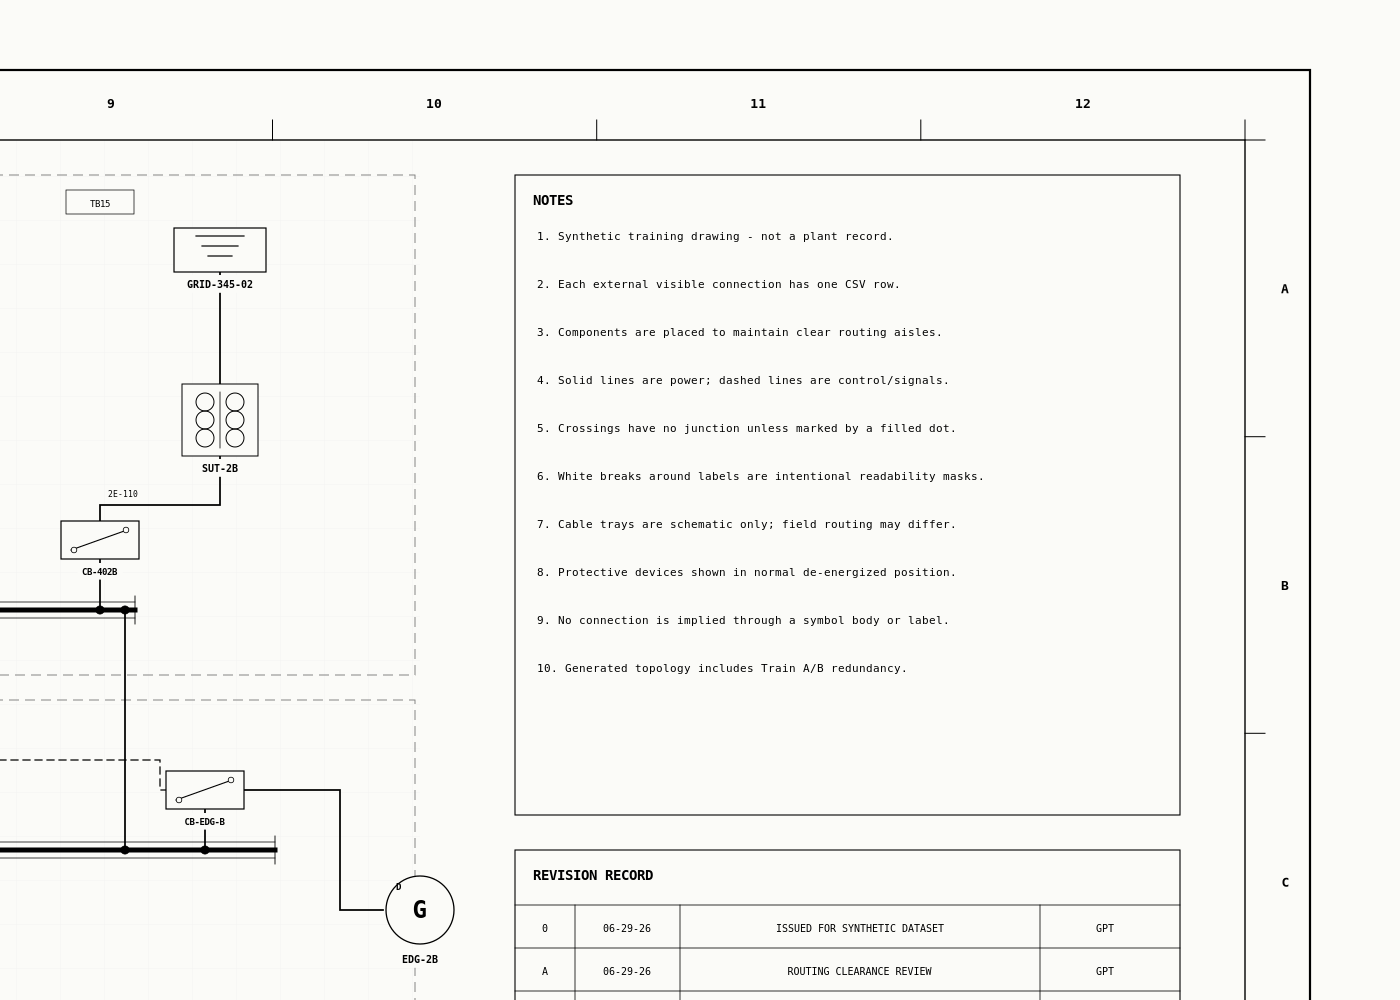 9 10 11 12
TB15
GRID-345-02
SUT-2B
2E-110
CB-402B
CB-EDG-B
D
G
EDG-2B
NOTES
1. Synthetic training drawing - not a plant record.
2. Each external visible connection has one CSV row.
3. Components are placed to maintain clear routing aisles.
4. Solid lines are power; dashed lines are control/signals.
5. Crossings have no junction unless marked by a filled dot.
6. White breaks around labels are intentional readability masks.
7. Cable trays are schematic only; field routing may differ.
8. Protective devices shown in normal de-energized position.
9. No connection is implied through a symbol body or label.
10. Generated topology includes Train A/B redundancy.
REVISION RECORD
0 06-29-26 ISSUED FOR SYNTHETIC DATASET GPT
A 06-29-26 ROUTING CLEARANCE REVIEW GPT
A
B
C